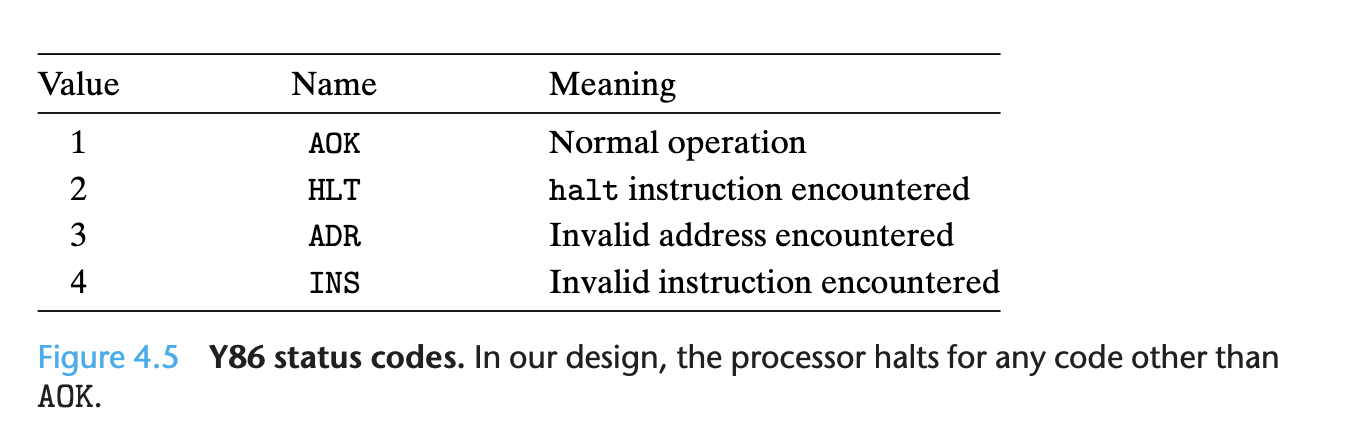 Value Name Meaning
1 AOK Normal operation
2 HLT halt instruction encountered
3 ADR Invalid address encountered
4 INS Invalid instruction encountered
Figure 4.5 Y86 status codes. In our design, the processor halts for any code other than
AOK.